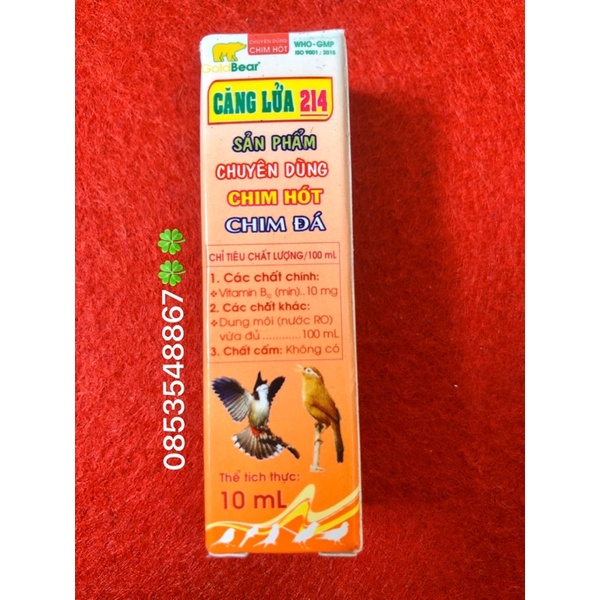 GoldBear®
CHUYÊN DÙNG
CHIM HÓT
WHO-GMP
ISO 9001 : 2015
CĂNG LỬA 214
SẢN PHẨM
CHUYÊN DÙNG
CHIM HÓT
CHIM ĐÁ
CHỈ TIÊU CHẤT LƯỢNG/100 mL
1. Các chất chính:
❖Vitamin B₁₂ (min)..10 mg
2. Các chất khác:
❖Dung môi (nước RO)
vừa đủ ............ 100 mL
3. Chất cấm: Không có
Thể tích thực:
10 mL
0853548867🍀🍀